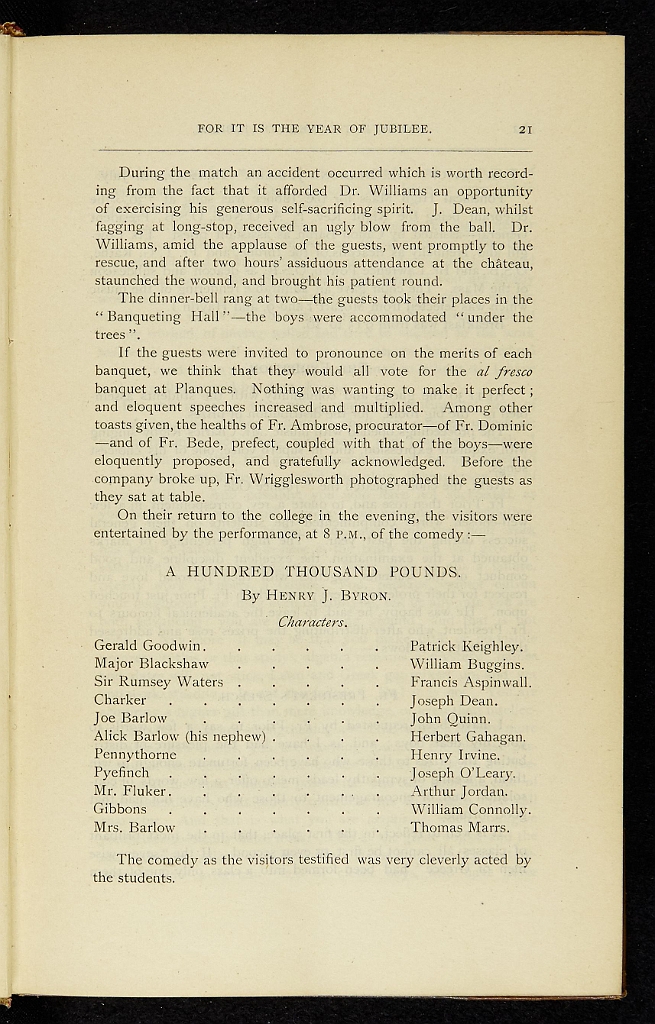 FOR IT IS THE YEAR OF JUBILEE. 21
During the match an accident occurred which is worth record-
ing from the fact that it afforded Dr. Williams an opportunity
of exercising his generous self-sacrificing spirit. J. Dean, whilst
fagging at long-stop, received an ugly blow from the ball. Dr.
Williams, amid the applause of the guests, went promptly to the
rescue, and after two hours' assiduous attendance at the château,
staunched the wound, and brought his patient round.
The dinner-bell rang at two—the guests took their places in the
“Banqueting Hall”—the boys were accommodated “under the
trees”.
If the guests were invited to pronounce on the merits of each
banquet, we think that they would all vote for the al fresco
banquet at Planques. Nothing was wanting to make it perfect;
and eloquent speeches increased and multiplied. Among other
toasts given, the healths of Fr. Ambrose, procurator—of Fr. Dominic
—and of Fr. Bede, prefect, coupled with that of the boys—were
eloquently proposed, and gratefully acknowledged. Before the
company broke up, Fr. Wrigglesworth photographed the guests as
they sat at table.
On their return to the college in the evening, the visitors were
entertained by the performance, at 8 P.M., of the comedy:—
A HUNDRED THOUSAND POUNDS.
By HENRY J. BYRON.
Characters.
Gerald Goodwin. . . . . . Patrick Keighley.
Major Blackshaw . . . . . William Buggins.
Sir Rumsey Waters . . . . . Francis Aspinwall.
Charker . . . . . . . Joseph Dean.
Joe Barlow . . . . . . John Quinn.
Alick Barlow (his nephew) . . . . Herbert Gahagan.
Pennythorne . . . . . . Henry Irvine.
Pyefinch . . . . . . . Joseph O'Leary.
Mr. Fluker. . . . . . . Arthur Jordan.
Gibbons . . . . . . . William Connolly.
Mrs. Barlow . . . . . . Thomas Marrs.
The comedy as the visitors testified was very cleverly acted by
the students.